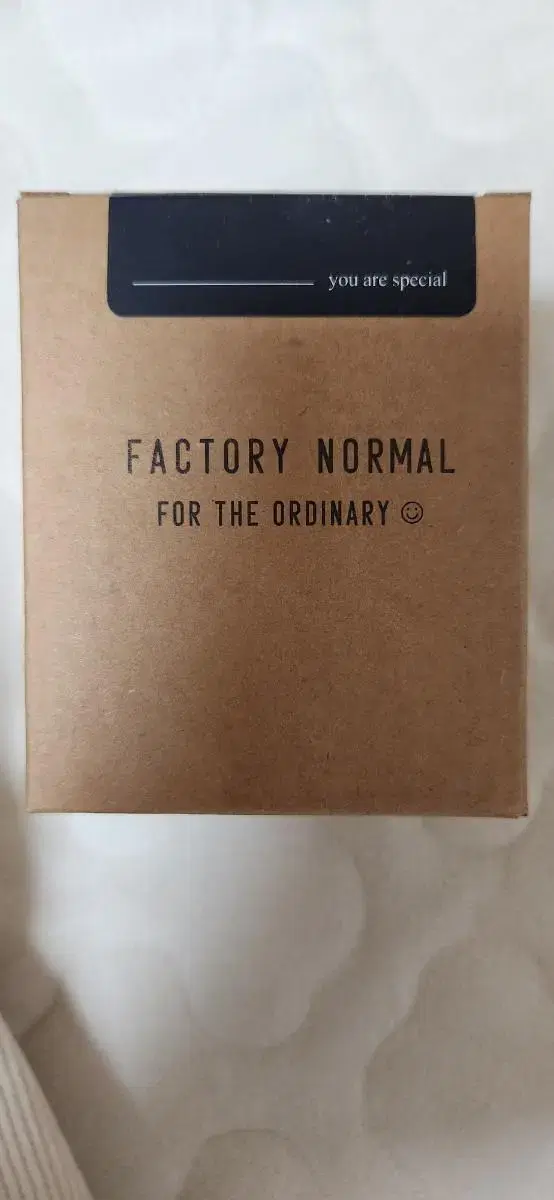 you are special
FACTORY NORMAL
FOR THE ORDINARY ☺